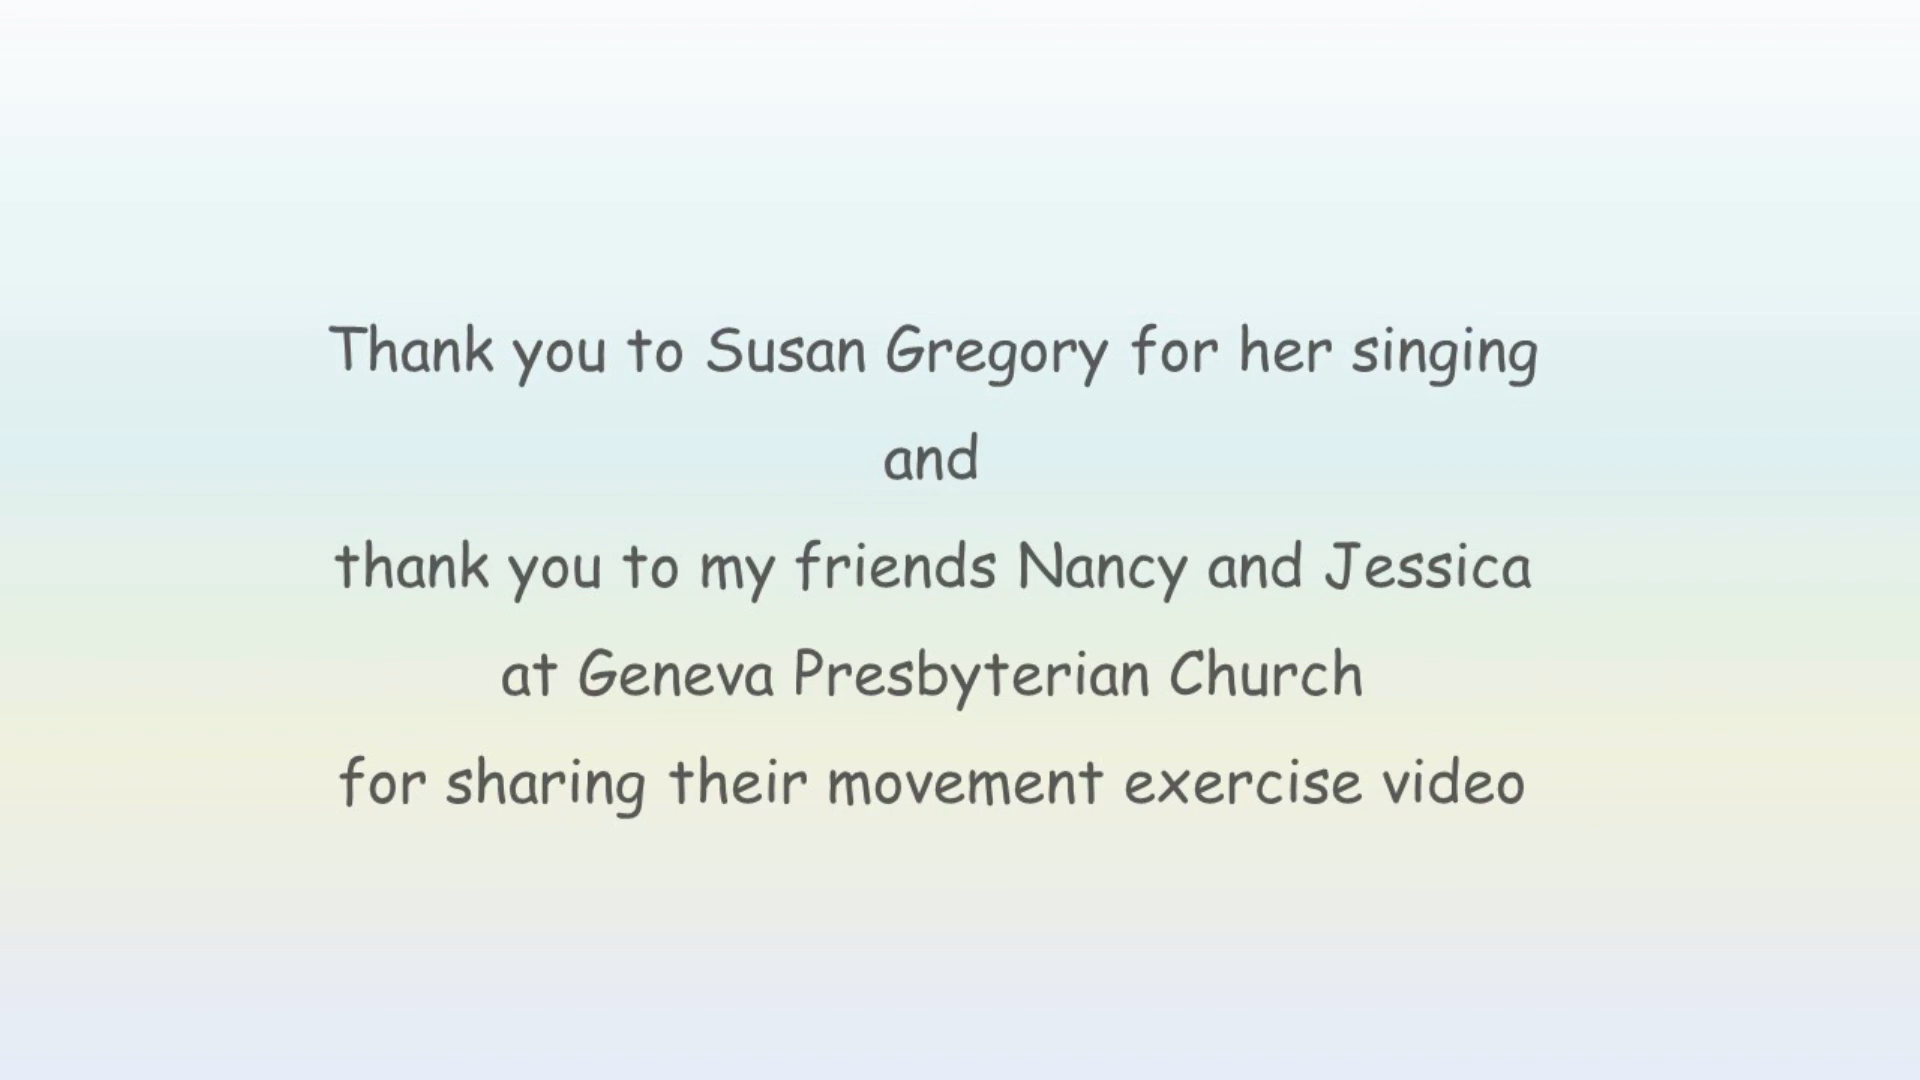 Thank you to Susan Gregory for her singing
and
thank you to my friends Nancy and Jessica
at Geneva Presbyterian Church
for sharing their movement exercise video